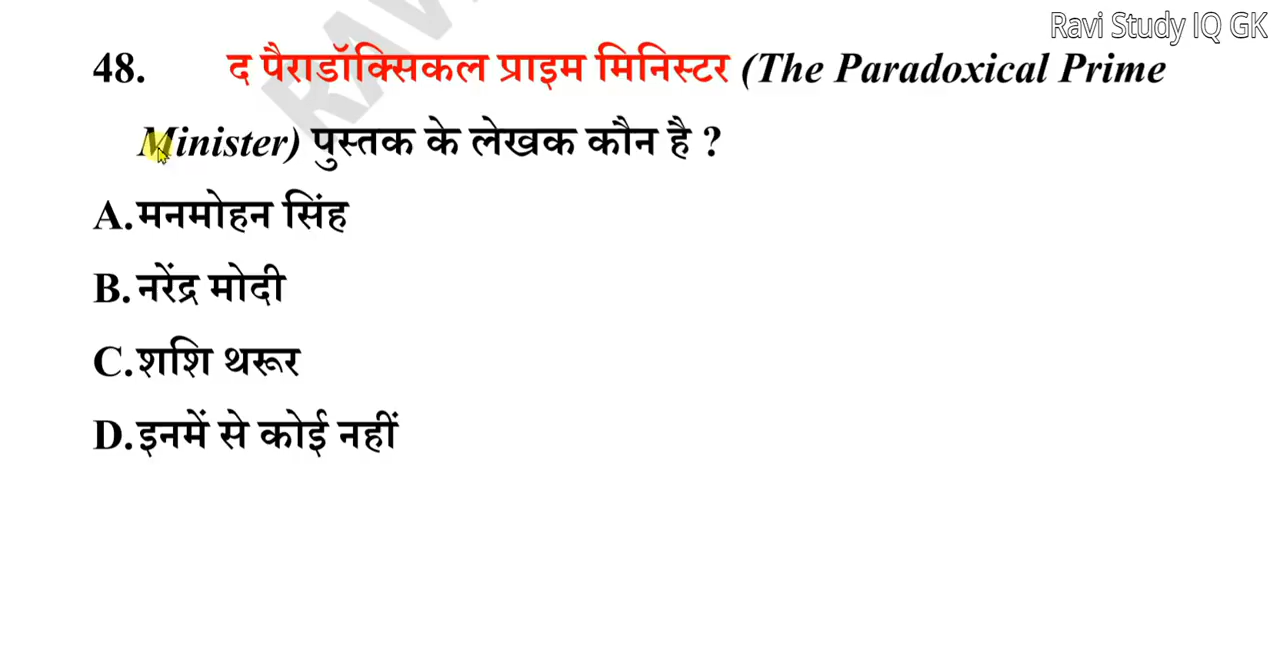 Ravi Study IQ GK
48. द पैराडॉक्सिकल प्राइम मिनिस्टर (The Paradoxical Prime
Minister) पुस्तक के लेखक कौन है ?
A.मनमोहन सिंह
B.नरेंद्र मोदी
C.शशि थरूर
D.इनमें से कोई नहीं
RAV